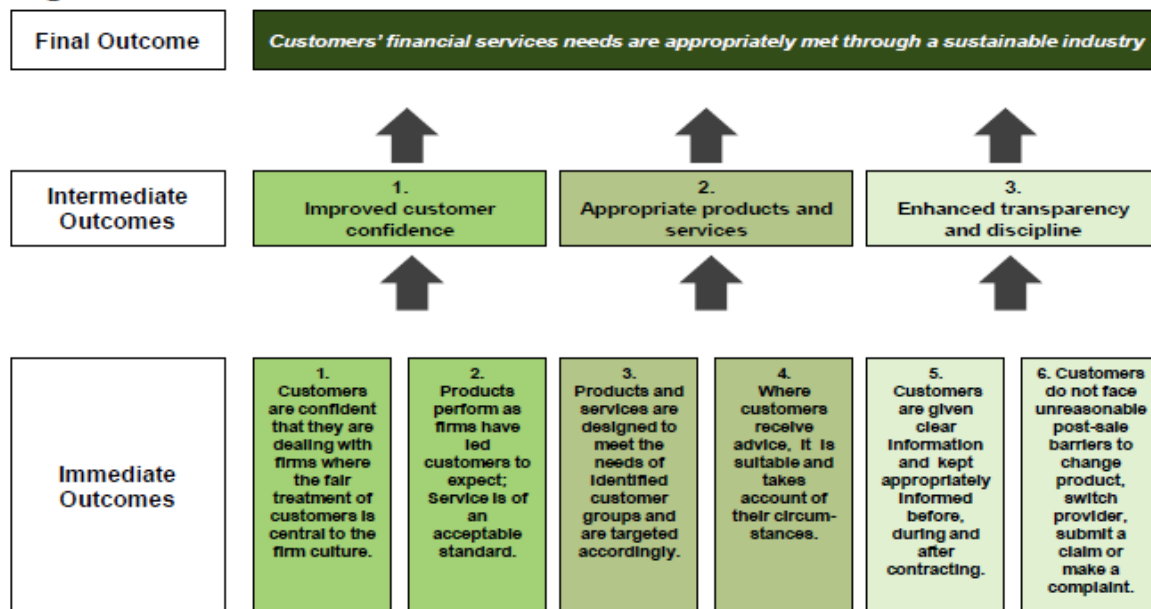 Final Outcome
Customers’ financial services needs are appropriately met through a sustainable industry
Intermediate
Outcomes
1.
Improved customer
confidence
2.
Appropriate products and
services
3.
Enhanced transparency
and discipline
Immediate
Outcomes
1.
Customers
are confident
that they are
dealing with
firms where
the fair
treatment of
customers is
central to the
firm culture.
2.
Products
perform as
firms have
led
customers to
expect;
Service is of
an
acceptable
standard.
3.
Products and
services are
designed to
meet the
needs of
identified
customer
groups and
are targeted
accordingly.
4.
Where
customers
receive
advice, it is
suitable and
takes
account of
their circum-
stances.
5.
Customers
are given
clear
information
and kept
appropriately
informed
before,
during and
after
contracting.
6. Customers
do not face
unreasonable
post-sale
barriers to
change
product,
switch
provider,
submit a
claim or
make a
complaint.